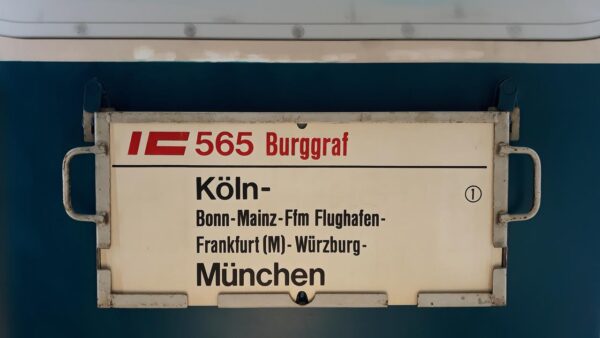 IC 565 Burggraf
Köln-
①
Bonn-Mainz-Ffm Flughafen-
Frankfurt (M)- Würzburg-
München